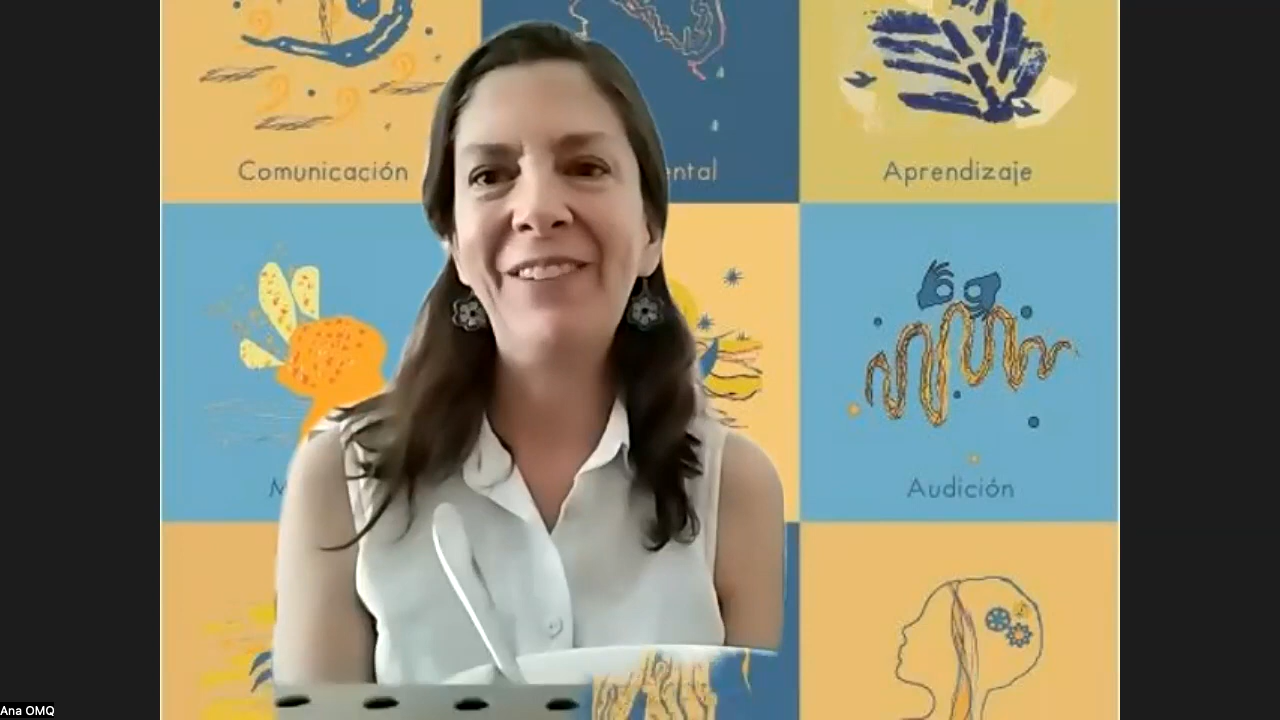 Comunicación
ental
Aprendizaje
M
Audición
Ana OMQ